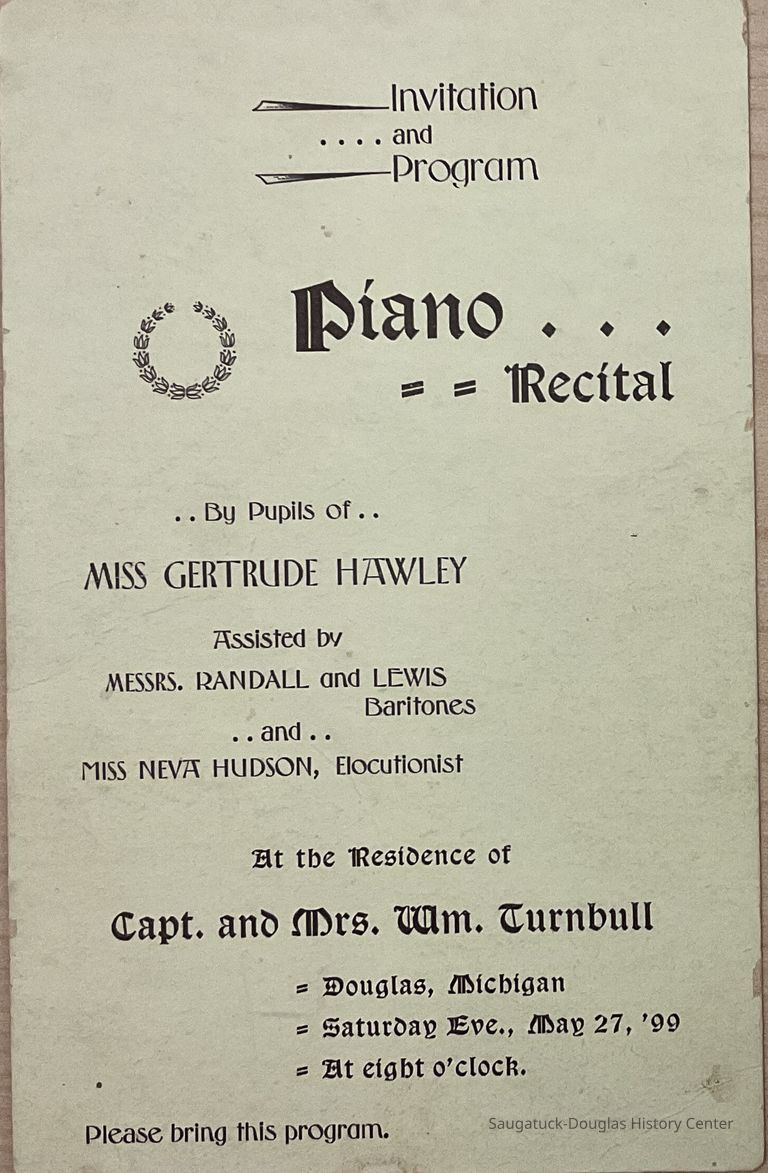 Invitation
.... and
Program
Piano . . .
= = Recital
..By Pupils of..
MISS GERTRUDE HAWLEY
Assisted by
MESSRS. RANDALL and LEWIS
Baritones
..and..
MISS NEVA HUDSON, Elocutionist
At the Residence of
Capt. and Mrs. Wm. Turnbull
= Douglas, Michigan
= Saturday Eve., May 27, '99
= At eight o'clock.
Please bring this program.
Saugatuck-Douglas History Center